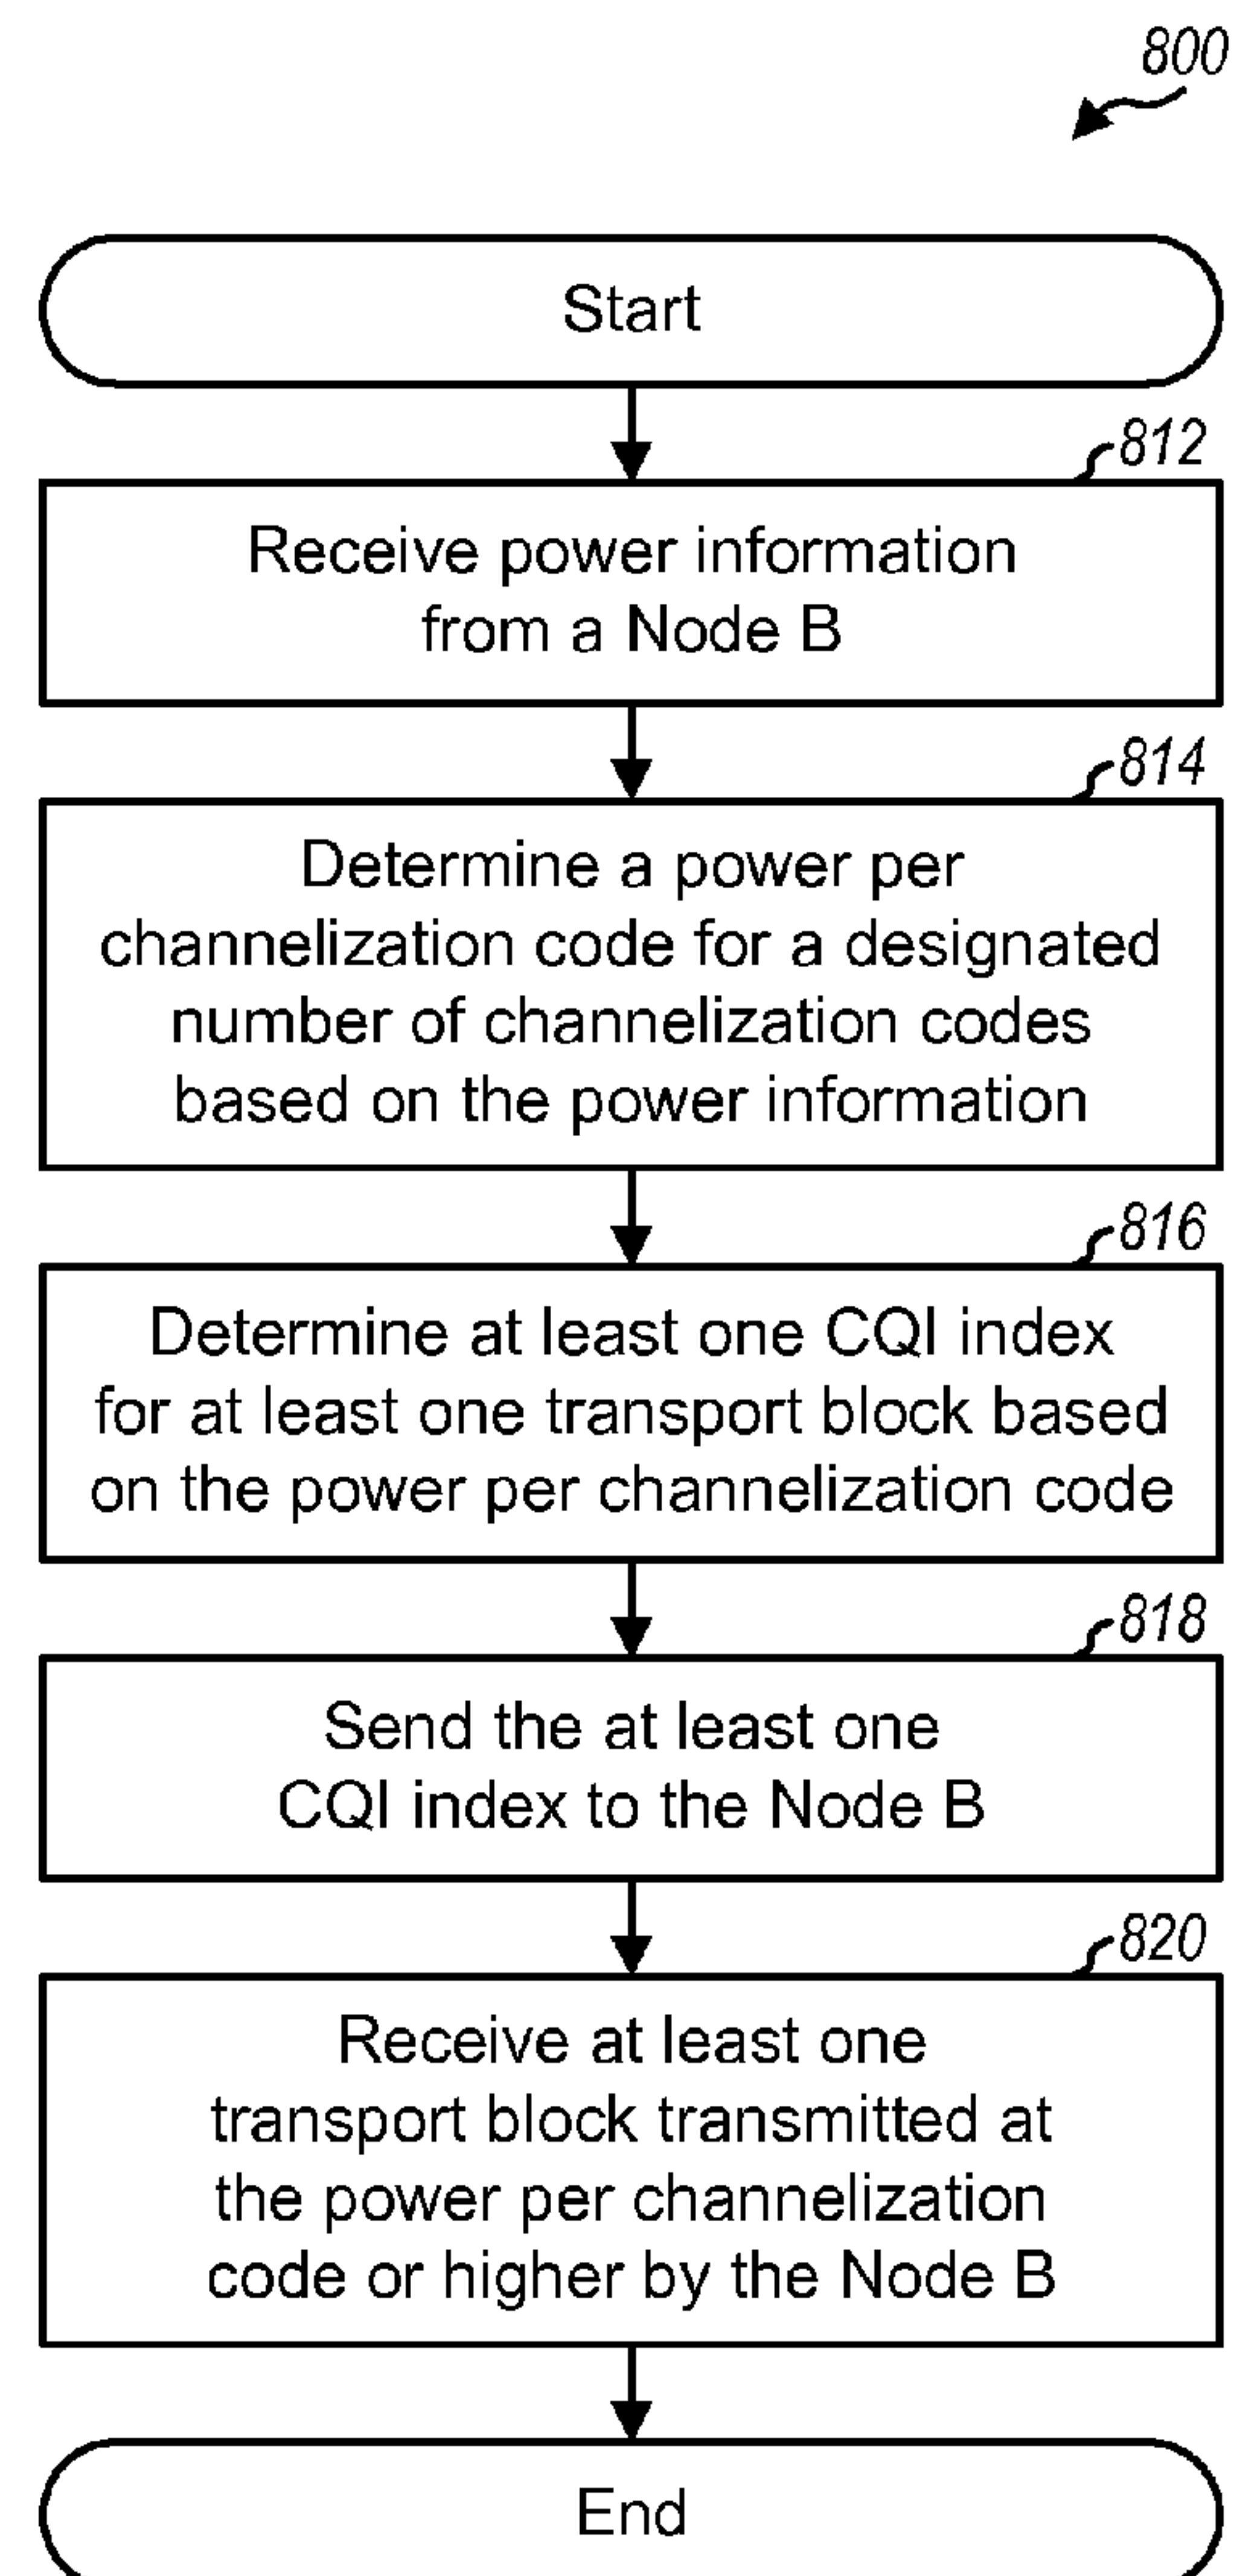 800
Start
812
Receive power information
from a Node B
814
Determine a power per
channelization code for a designated
number of channelization codes
based on the power information
816
Determine at least one CQI index
for at least one transport block based
on the power per channelization code
818
Send the at least one
CQI index to the Node B
820
Receive at least one
transport block transmitted at
the power per channelization
code or higher by the Node B
End